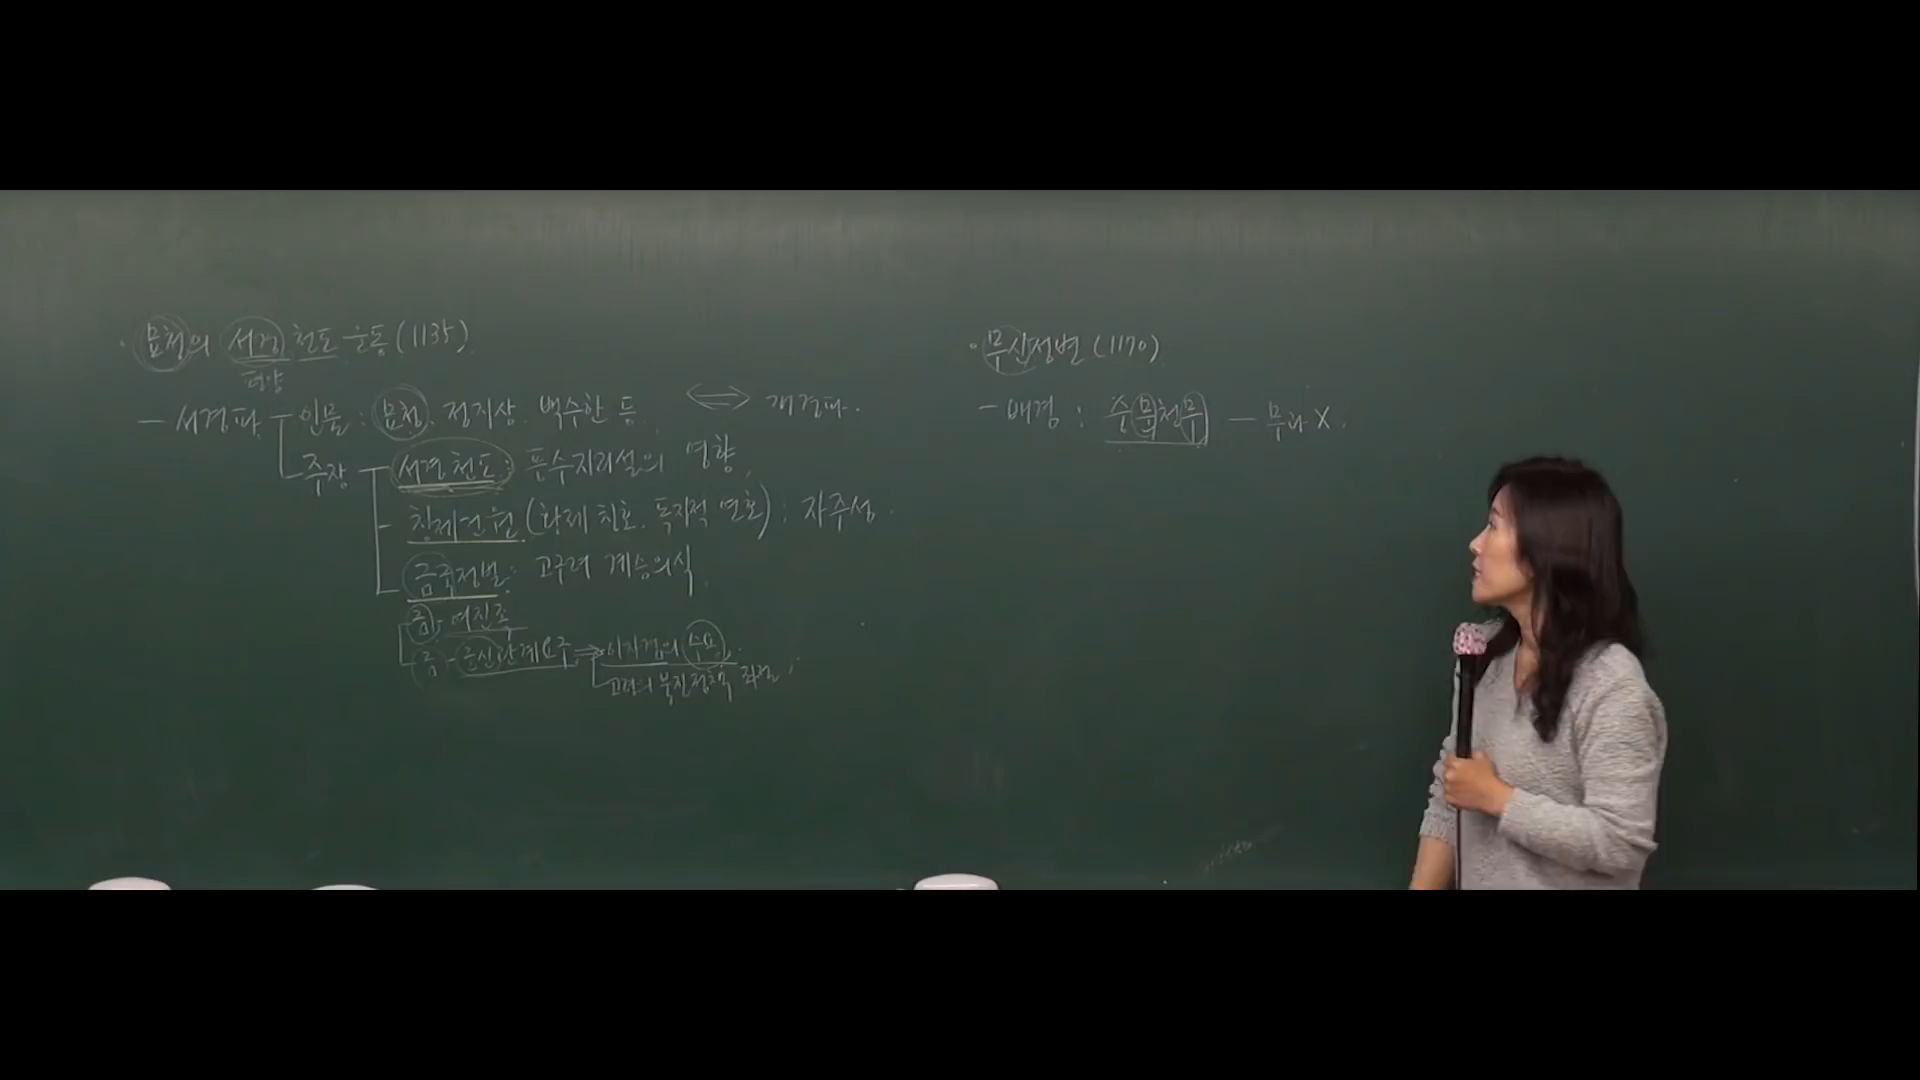 · 묘청의 서경 천도 운동 (1135)
평양
- 서경파 인물 : 묘청. 정지상. 백수한 등 ⟺ 개경파.
주장 서경천도 : 풍수지리설의 영향
칭제건원 (황제 칭호. 독자적 연호) : 자주성.
금국정벌 : 고구려 계승의식
금 - 여진족
금 - 군신관계요구 ⇒ 이자겸의 수용.
고려의 북진정책 좌절
· 무신정변 (1170)
- 배경 : 숭문천무 - 무과 X.